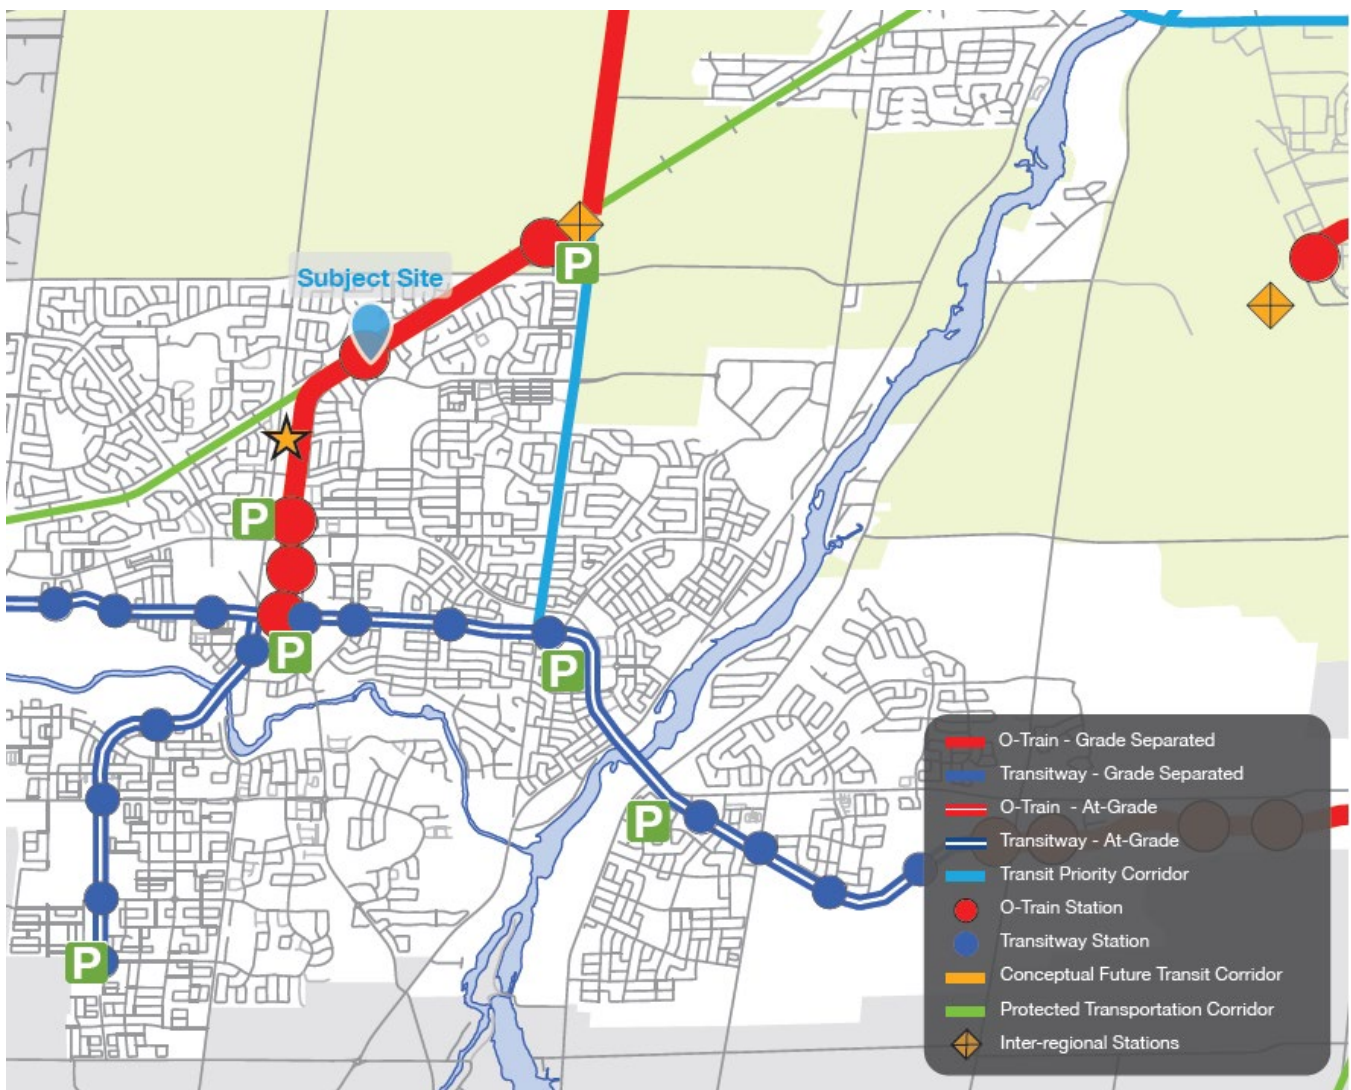 Subject Site
P
P
P
P
P
P
O-Train - Grade Separated
Transitway - Grade Separated
O-Train - At-Grade
Transitway - At-Grade
Transit Priority Corridor
O-Train Station
Transitway Station
Conceptual Future Transit Corridor
Protected Transportation Corridor
Inter-regional Stations